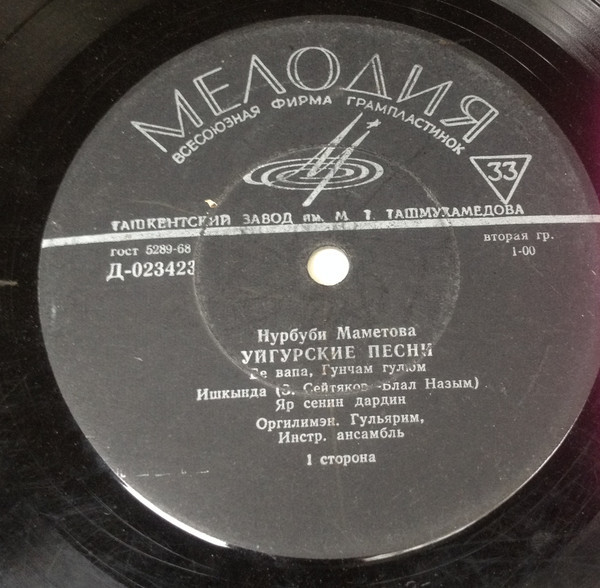 МЕЛОДИЯ
ВСЕСОЮЗНАЯ ФИРМА ГРАМПЛАСТИНОК
33
ТАШКЕНТСКИЙ ЗАВОД им. М. Т. ТАШМУХАМЕДОВА
гост 5289-68
вторая гр.
Д-023423
1-00
Нурбуби Маметова
УЙГУРСКИЕ ПЕСНИ
Бе вапа, Гунчам гулюм
Ишкында (З. Сейтяков -Блал Назым)
Яр сенин дардин
Оргилимэн. Гульярим,
Инстр. ансамбль
1 сторона